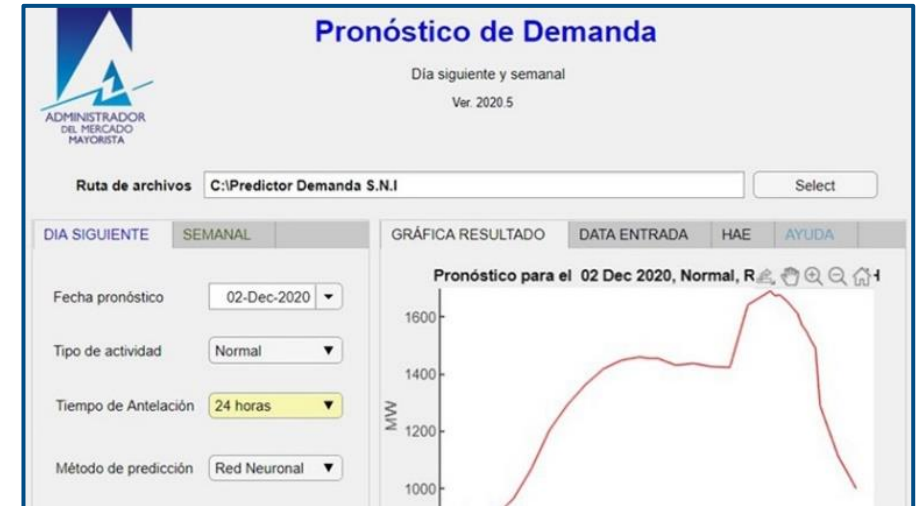 Pronóstico de Demanda
Día siguiente y semanal
Ver. 2020.5
ADMINISTRADOR
DEL MERCADO
MAYORISTA
Ruta de archivos C:\Predictor Demanda S.N.I Select
DIA SIGUIENTE SEMANAL
GRÁFICA RESULTADO DATA ENTRADA HAE AYUDA
Fecha pronóstico 02-Dec-2020
Tipo de actividad Normal
Tiempo de Antelación 24 horas
Método de predicción Red Neuronal
Pronóstico para el 02 Dec 2020, Normal, R
1600
1400
MW
1200
1000